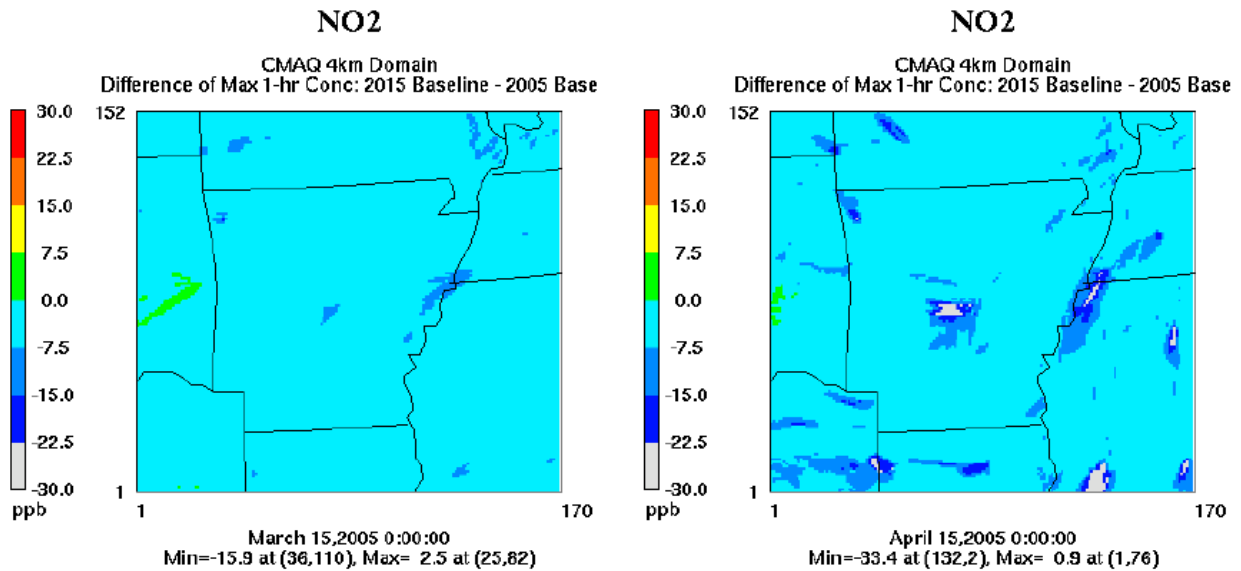 NO2
CMAQ 4km Domain
Difference of Max 1-hr Conc: 2015 Baseline - 2005 Base
30.0
22.5
15.0
7.5
0.0
-7.5
-15.0
-22.5
-30.0
ppb
152
1
1
170
March 15,2005 0:00:00
Min=-15.9 at (36,110), Max= 2.5 at (25,82)
NO2
CMAQ 4km Domain
Difference of Max 1-hr Conc: 2015 Baseline - 2005 Base
30.0
22.5
15.0
7.5
0.0
-7.5
-15.0
-22.5
-30.0
ppb
152
1
1
170
April 15,2005 0:00:00
Min=-33.4 at (132,2), Max= 0.9 at (1,76)